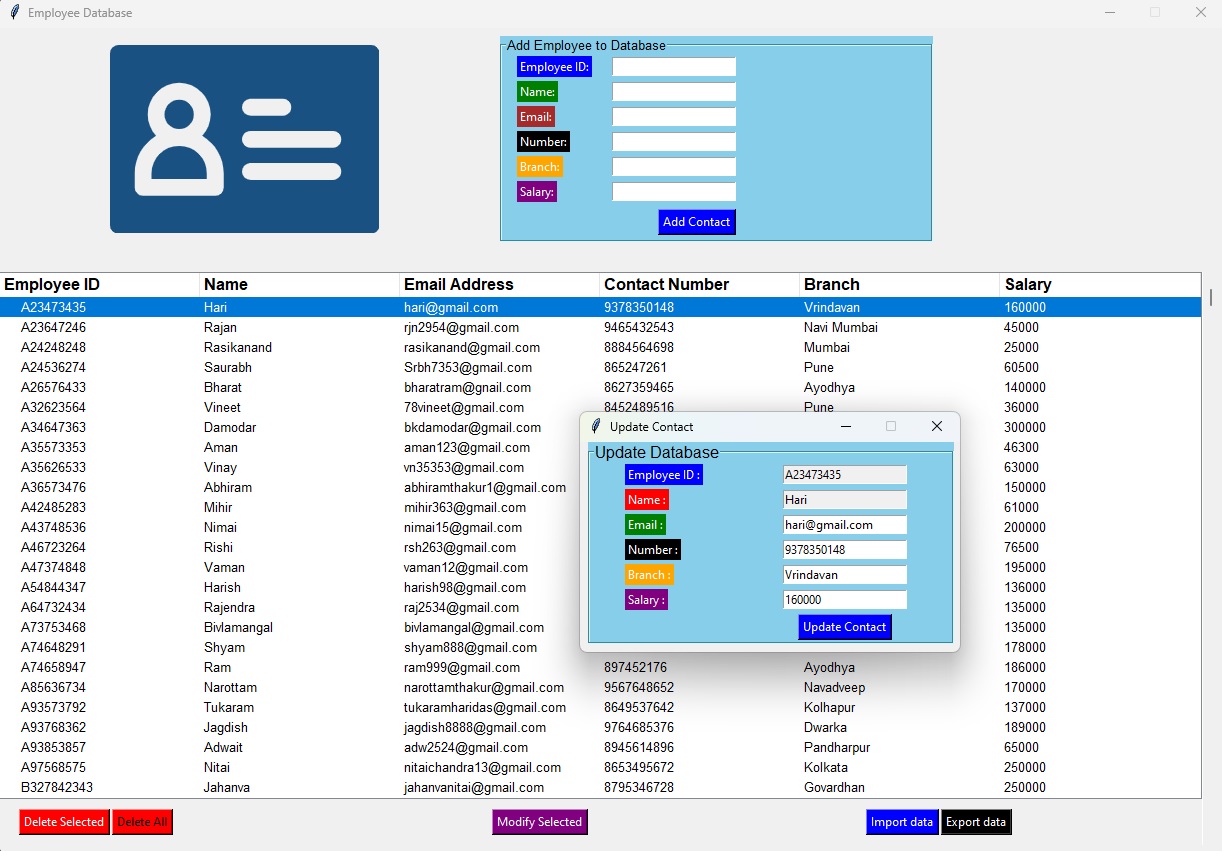 Employee Database
Add Employee to Database
Employee ID:
Name:
Email:
Number:
Branch:
Salary:
Add Contact
Employee ID Name Email Address Contact Number Branch Salary
A23473435 Hari hari@gmail.com 9378350148 Vrindavan 160000
A23647246 Rajan rjn2954@gmail.com 9465432543 Navi Mumbai 45000
A24248248 Rasikanand rasikanand@gmail.com 8884564698 Mumbai 25000
A24536274 Saurabh Srbh7353@gmail.com 865247261 Pune 60500
A26576433 Bharat bharatram@gnail.com 8627359465 Ayodhya 140000
A32623564 Vineet 78vineet@gmail.com 8452489516 Pune 36000
A34647363 Damodar bkdamodar@gmail.com 300000
A35573353 Aman aman123@gmail.com 46300
A35626533 Vinay vn35353@gmail.com 63000
A36573476 Abhiram abhiramthakur1@gmail.com 150000
A42485283 Mihir mihir363@gmail.com 61000
A43748536 Nimai nimai15@gmail.com 200000
A46723264 Rishi rsh263@gmail.com 76500
A47374848 Vaman vaman12@gmail.com 195000
A54844347 Harish harish98@gmail.com 136000
A64732434 Rajendra raj2534@gmail.com 135000
A73753468 Bivlamangal bivlamangal@gmail.com 135000
A74648291 Shyam shyam888@gmail.com 178000
A74658947 Ram ram999@gmail.com 897452176 Ayodhya 186000
A85636734 Narottam narottamthakur@gmail.com 9567648652 Navadveep 170000
A93573792 Tukaram tukaramharidas@gmail.com 8649537642 Kolhapur 137000
A93768362 Jagdish jagdish8888@gmail.com 9764685376 Dwarka 189000
A93853857 Adwait adw2524@gmail.com 8945614896 Pandharpur 65000
A97568575 Nitai nitaichandra13@gmail.com 8653495672 Kolkata 250000
B327842343 Jahanva jahanvanitai@gmail.com 8795346728 Govardhan 250000
Update Contact
Update Database
Employee ID : A23473435
Name : Hari
Email : hari@gmail.com
Number : 9378350148
Branch : Vrindavan
Salary : 160000
Update Contact
Delete Selected Delete All Modify Selected Import data Export data